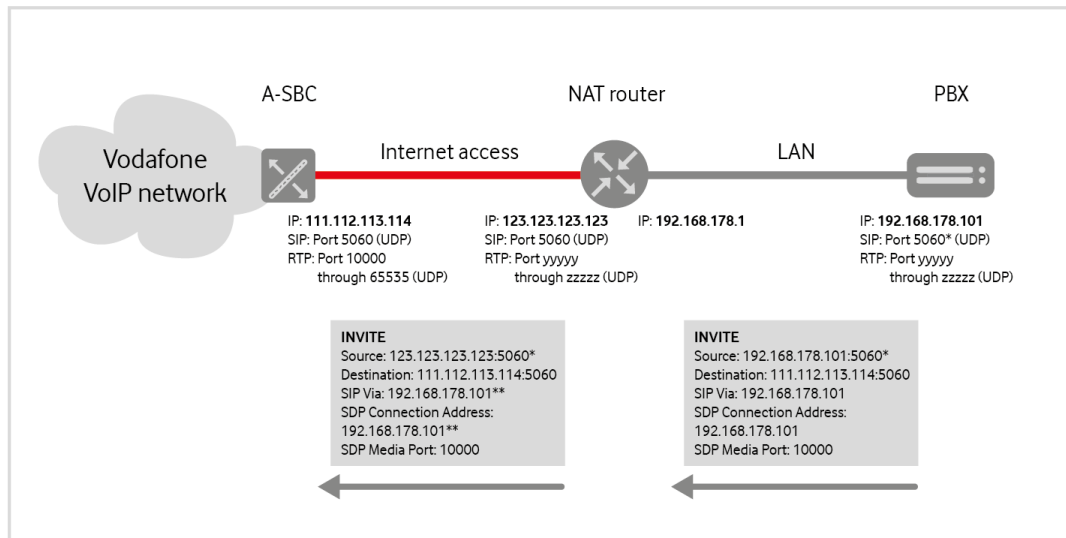 A-SBC
NAT router
PBX
Vodafone
VoIP network
Internet access
LAN
IP: 111.112.113.114
SIP: Port 5060 (UDP)
RTP: Port 10000
through 65535 (UDP)
IP: 123.123.123.123
SIP: Port 5060 (UDP)
RTP: Port yyyyy
through zzzzz (UDP)
IP: 192.168.178.1
IP: 192.168.178.101
SIP: Port 5060* (UDP)
RTP: Port yyyyy
through zzzzz (UDP)
INVITE
Source: 123.123.123.123:5060*
Destination: 111.112.113.114:5060
SIP Via: 192.168.178.101**
SDP Connection Address:
192.168.178.101**
SDP Media Port: 10000
INVITE
Source: 192.168.178.101:5060*
Destination: 111.112.113.114:5060
SIP Via: 192.168.178.101
SDP Connection Address:
192.168.178.101
SDP Media Port: 10000